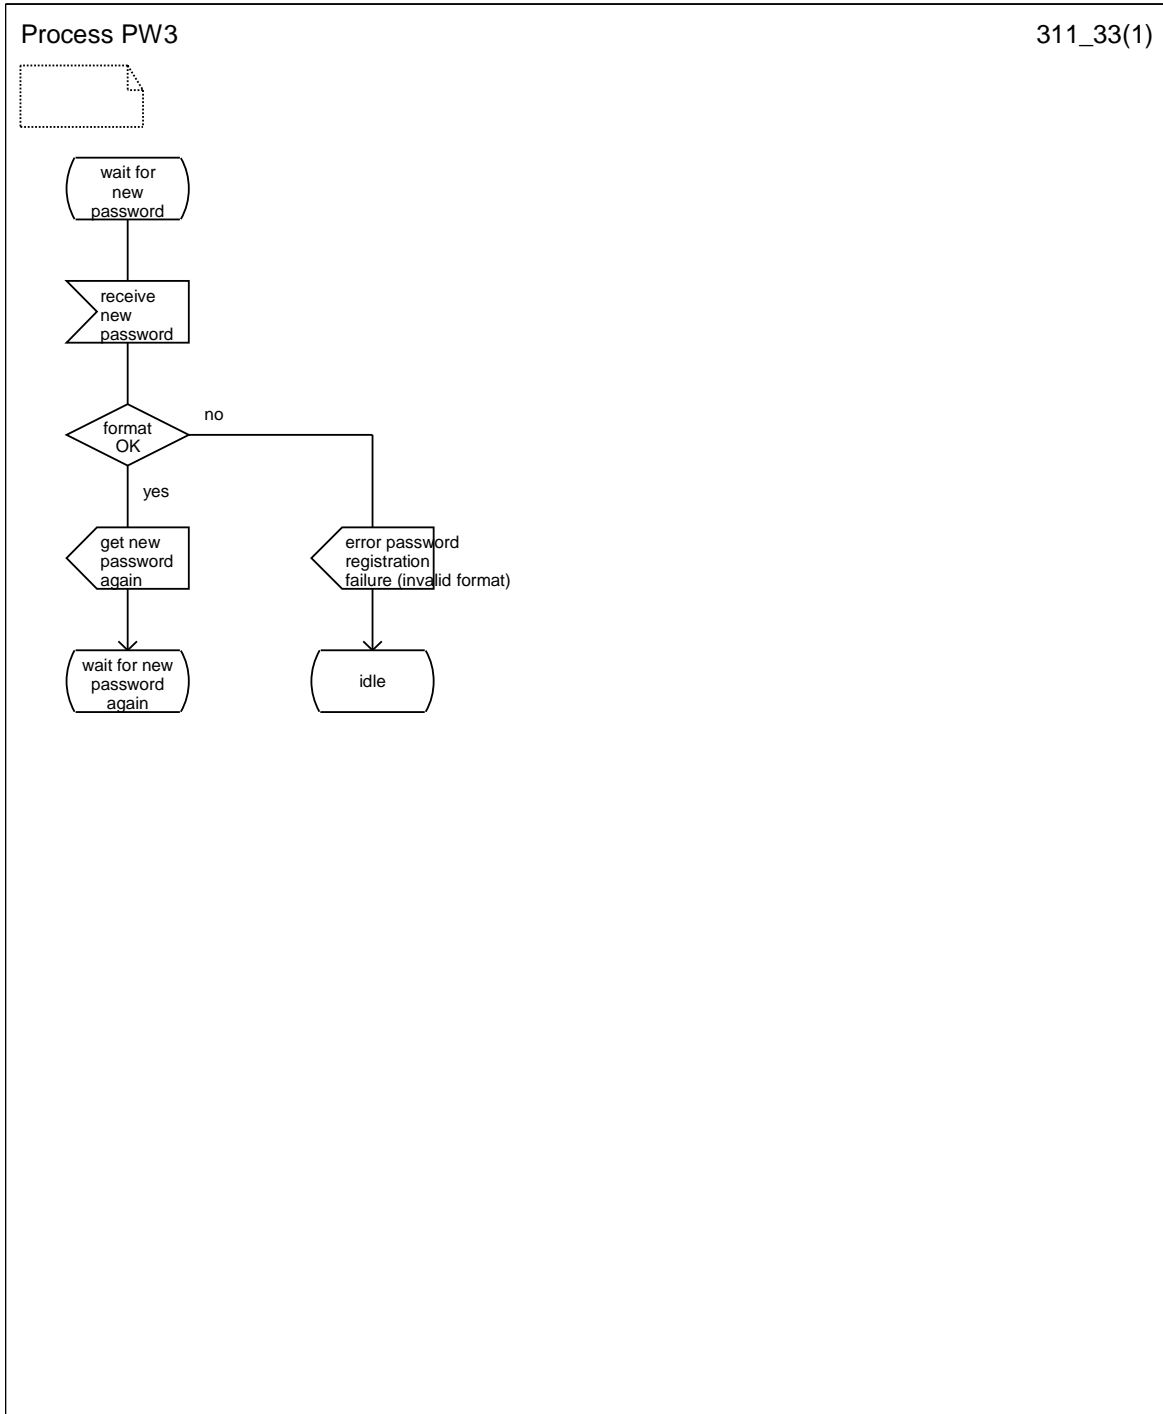 Process PW3
311_33(1)
wait for
new
password
receive
new
password
format
OK
no
yes
get new
password
again
error password
registration
failure (invalid format)
wait for new
password
again
idle